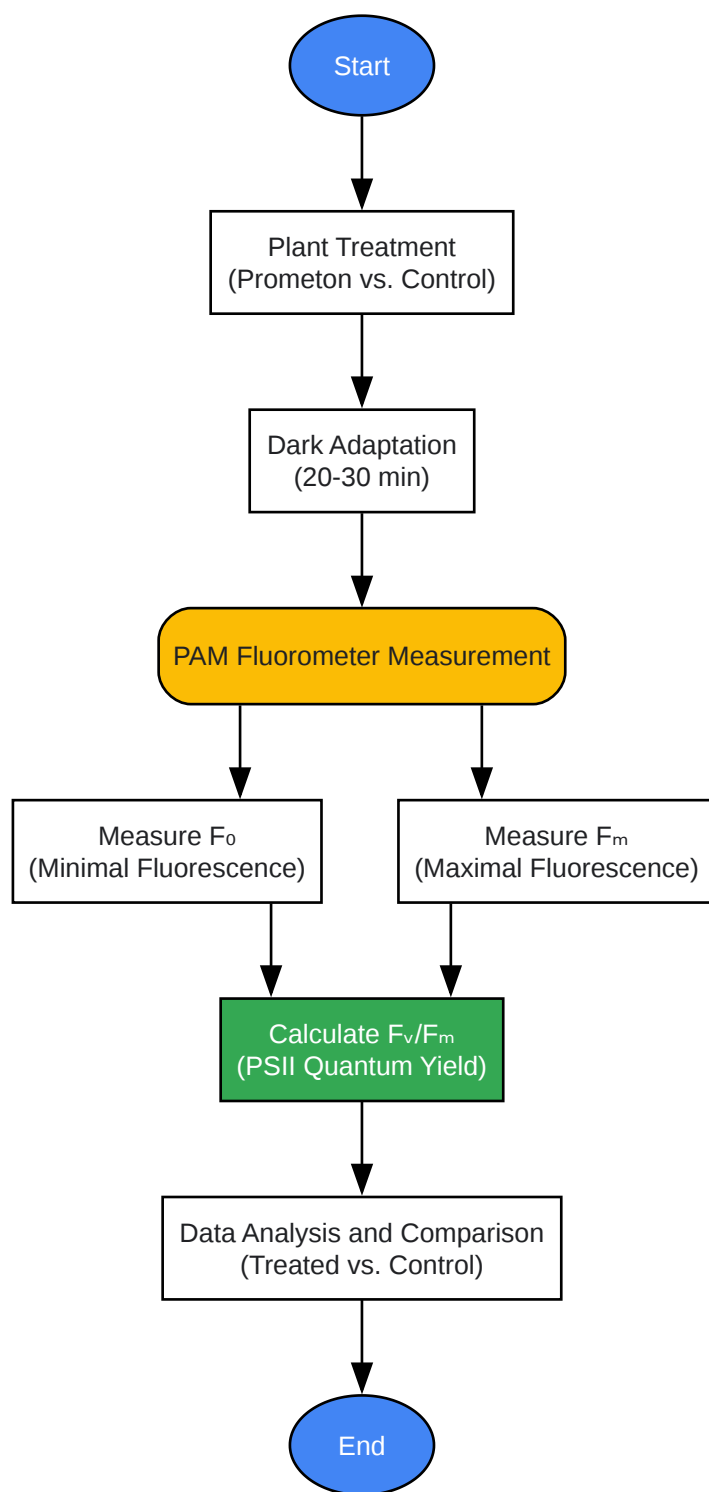 Start
Plant Treatment
(Prometon vs. Control)
Dark Adaptation
(20-30 min)
PAM Fluorometer Measurement
Measure F₀
(Minimal Fluorescence)
Measure Fₘ
(Maximal Fluorescence)
Calculate Fᵥ/Fₘ
(PSII Quantum Yield)
Data Analysis and Comparison
(Treated vs. Control)
End